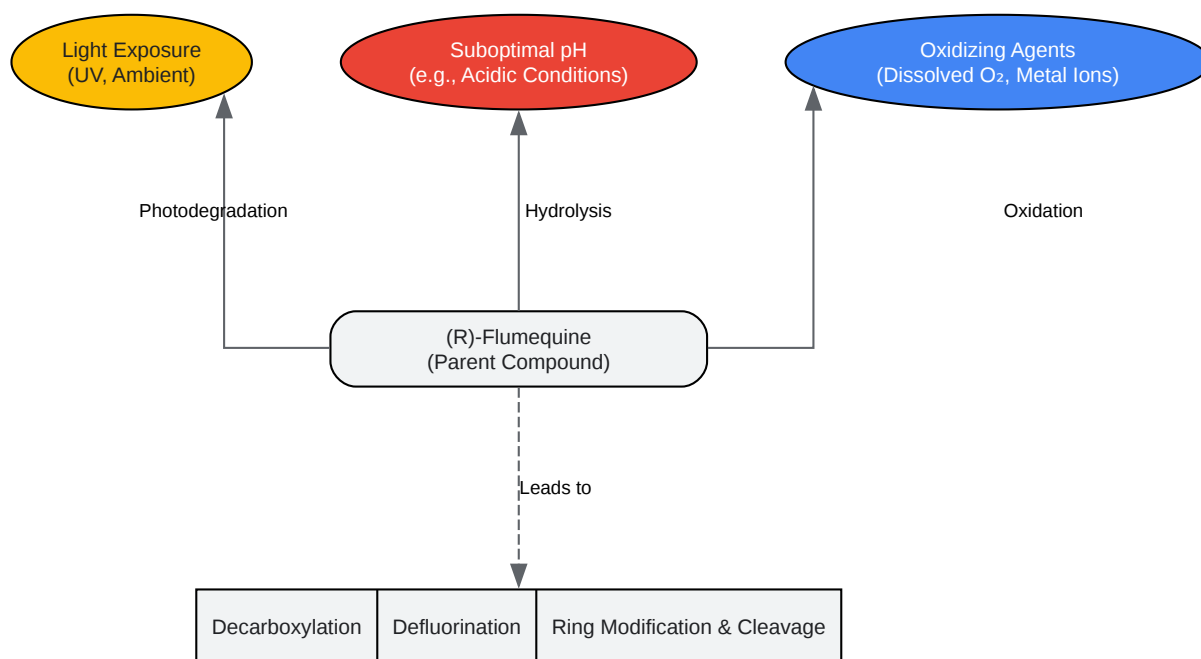 Light Exposure
(UV, Ambient)
Suboptimal pH
(e.g., Acidic Conditions)
Oxidizing Agents
(Dissolved O₂, Metal Ions)
Photodegradation
Hydrolysis
Oxidation
(R)-Flumequine
(Parent Compound)
Leads to
Decarboxylation
Defluorination
Ring Modification & Cleavage